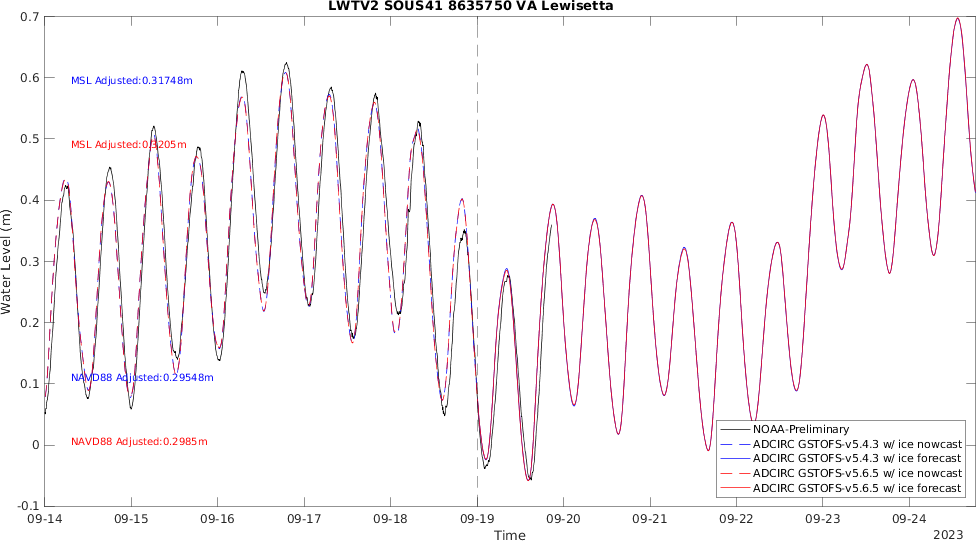 LWTV2 SOUS41 8635750 VA Lewisetta
0.7
0.6
0.5
0.4
0.3
0.2
0.1
0
-0.1
Water Level (m)
MSL Adjusted:0.31748m
MSL Adjusted:0.3205m
NAVD88 Adjusted:0.29548m
NAVD88 Adjusted:0.2985m
NOAA-Preliminary
ADCIRC GSTOFS-v5.4.3 w/ ice nowcast
ADCIRC GSTOFS-v5.4.3 w/ ice forecast
ADCIRC GSTOFS-v5.6.5 w/ ice nowcast
ADCIRC GSTOFS-v5.6.5 w/ ice forecast
09-14 09-15 09-16 09-17 09-18 09-19 09-20 09-21 09-22 09-23 09-24
Time
2023